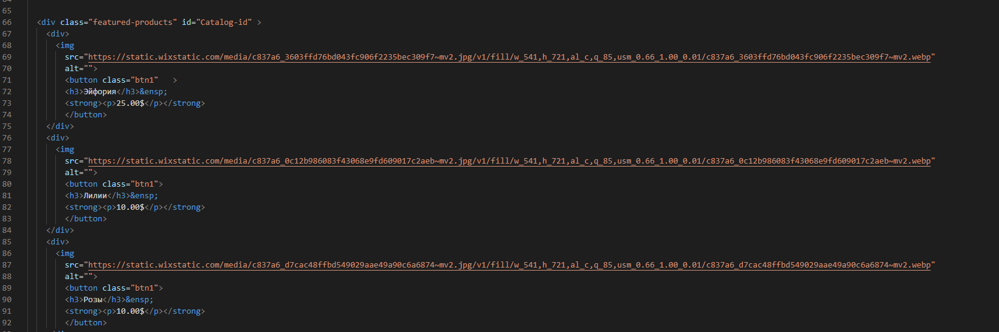 65
66 <div class="featured-products" id="Catalog-id" >
67 <div>
68 <img
69 src="https://static.wixstatic.com/media/c837a6_3603ffd76bd043fc906f2235bec309f7~mv2.jpg/v1/fill/w_541,h_721,al_c,q_85,usm_0.66_1.00_0.01/c837a6_3603ffd76bd043fc906f2235bec309f7~mv2.webp"
70 alt="">
71 <button class="btn1"   >
72 <h3>Эйфория</h3>&ensp;
73 <strong><p>25.00$</p></strong>
74 </button>
75 </div>
76 <div>
77 <img
78 src="https://static.wixstatic.com/media/c837a6_0c12b986083f43068e9fd609017c2aeb~mv2.jpg/v1/fill/w_541,h_721,al_c,q_85,usm_0.66_1.00_0.01/c837a6_0c12b986083f43068e9fd609017c2aeb~mv2.webp"
79 alt="">
80 <button class="btn1">
81 <h3>Лилии</h3>&ensp;
82 <strong><p>10.00$</p></strong>
83 </button>
84 </div>
85 <div>
86 <img
87 src="https://static.wixstatic.com/media/c837a6_d7cac48ffbd549029aae49a90c6a6874~mv2.jpg/v1/fill/w_541,h_721,al_c,q_85,usm_0.66_1.00_0.01/c837a6_d7cac48ffbd549029aae49a90c6a6874~mv2.webp"
88 alt="">
89 <button class="btn1">
90 <h3>Розы</h3>&ensp;
91 <strong><p>10.00$</p></strong>
92 </button>